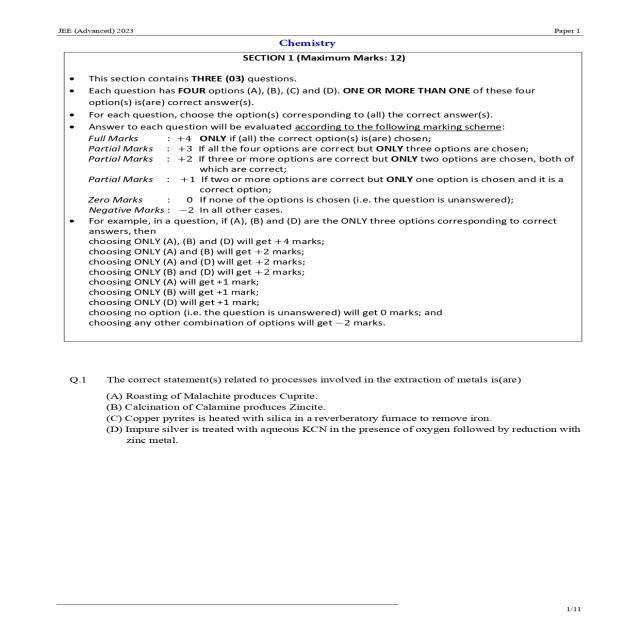 JEE (Advanced) 2023 Paper 1
Chemistry
SECTION 1 (Maximum Marks: 12)
• This section contains THREE (03) questions.
• Each question has FOUR options (A), (B), (C) and (D). ONE OR MORE THAN ONE of these four
option(s) is(are) correct answer(s).
• For each question, choose the option(s) corresponding to (all) the correct answer(s).
• Answer to each question will be evaluated according to the following marking scheme:
Full Marks : +4 ONLY if (all) the correct option(s) is(are) chosen;
Partial Marks : +3 If all the four options are correct but ONLY three options are chosen;
Partial Marks : +2 If three or more options are correct but ONLY two options are chosen, both of
which are correct;
Partial Marks : +1 If two or more options are correct but ONLY one option is chosen and it is a
correct option;
Zero Marks : 0 If none of the options is chosen (i.e. the question is unanswered);
Negative Marks : −2 In all other cases.
• For example, in a question, if (A), (B) and (D) are the ONLY three options corresponding to correct
answers, then
choosing ONLY (A), (B) and (D) will get +4 marks;
choosing ONLY (A) and (B) will get +2 marks;
choosing ONLY (A) and (D) will get +2 marks;
choosing ONLY (B) and (D) will get +2 marks;
choosing ONLY (A) will get +1 mark;
choosing ONLY (B) will get +1 mark;
choosing ONLY (D) will get +1 mark;
choosing no option (i.e. the question is unanswered) will get 0 marks; and
choosing any other combination of options will get −2 marks.
Q.1 The correct statement(s) related to processes involved in the extraction of metals is(are)
(A) Roasting of Malachite produces Cuprite.
(B) Calcination of Calamine produces Zincite.
(C) Copper pyrites is heated with silica in a reverberatory furnace to remove iron.
(D) Impure silver is treated with aqueous KCN in the presence of oxygen followed by reduction with
zinc metal.
1/11